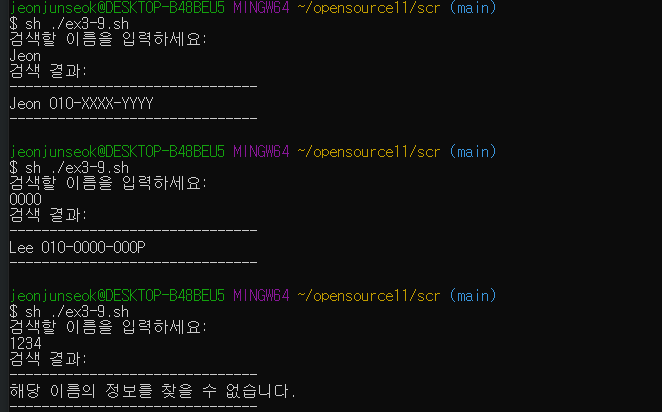 jeonjunseok@DESKTOP-B48BEU5 MINGW64 ~/opensource11/scr (main)
$ sh ./ex3-9.sh
검색할 이름을 입력하세요:
Jeon
검색 결과:
-------------------------------
Jeon 010-XXXX-YYYY
-------------------------------
jeonjunseok@DESKTOP-B48BEU5 MINGW64 ~/opensource11/scr (main)
$ sh ./ex3-9.sh
검색할 이름을 입력하세요:
0000
검색 결과:
-------------------------------
Lee 010-0000-000P
-------------------------------
jeonjunseok@DESKTOP-B48BEU5 MINGW64 ~/opensource11/scr (main)
$ sh ./ex3-9.sh
검색할 이름을 입력하세요:
1234
검색 결과:
-------------------------------
해당 이름의 정보를 찾을 수 없습니다.
-------------------------------